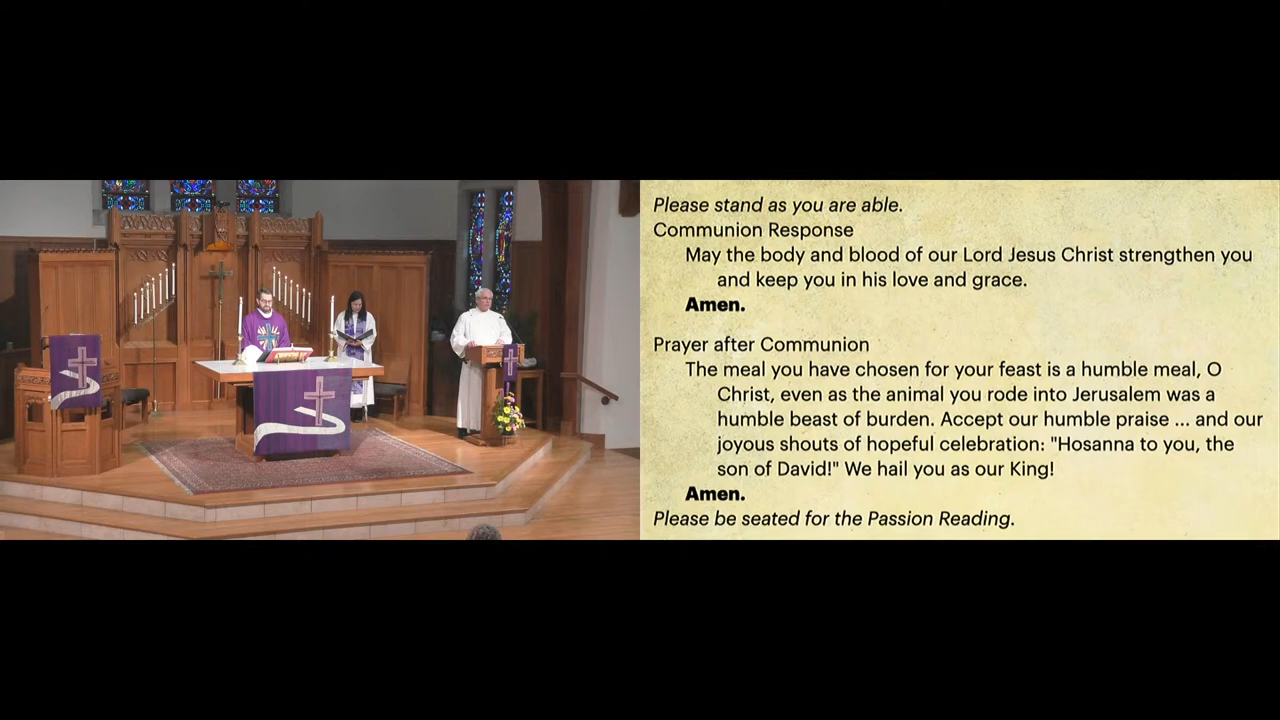 Please stand as you are able.
Communion Response
May the body and blood of our Lord Jesus Christ strengthen you
and keep you in his love and grace.
Amen.
Prayer after Communion
The meal you have chosen for your feast is a humble meal, O
Christ, even as the animal you rode into Jerusalem was a
humble beast of burden. Accept our humble praise ... and our
joyous shouts of hopeful celebration: "Hosanna to you, the
son of David!" We hail you as our King!
Amen.
Please be seated for the Passion Reading.